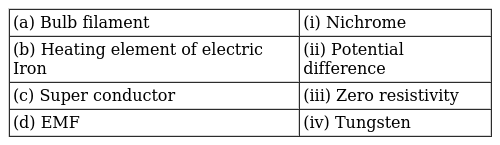 (a) Bulb filament
(i) Nichrome
(b) Heating element of electric
Iron
(ii) Potential
difference
(c) Super conductor
(iii) Zero resistivity
(d) EMF
(iv) Tungsten